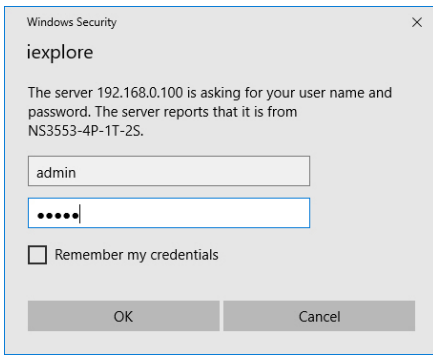 Windows Security
iexplore
The server 192.168.0.100 is asking for your user name and
password. The server reports that it is from
NS3553-4P-1T-2S.
admin
●●●●●
Remember my credentials
OK
Cancel